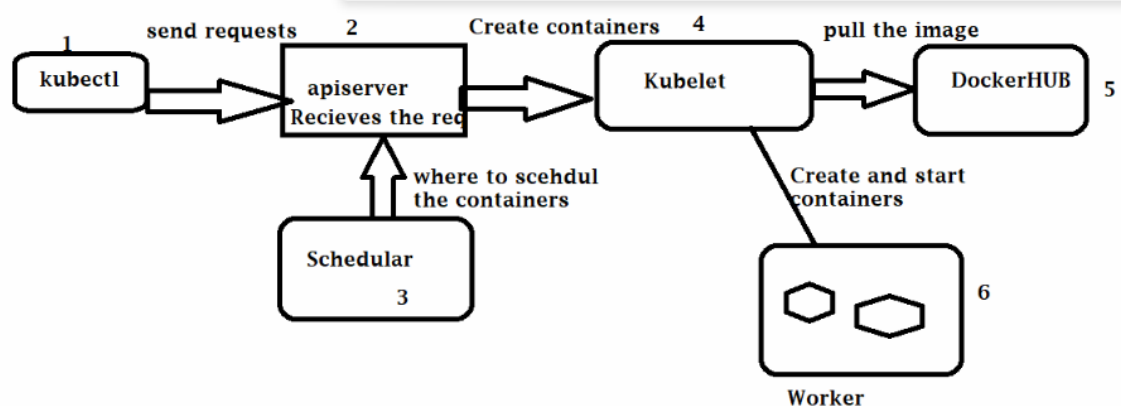 1
send requests
2
Create containers
4
pull the image
kubectl
apiserver
Recieves the req
Kubelet
DockerHUB
5
where to scehdul
the containers
Create and start
containers
Schedular
3
6
Worker